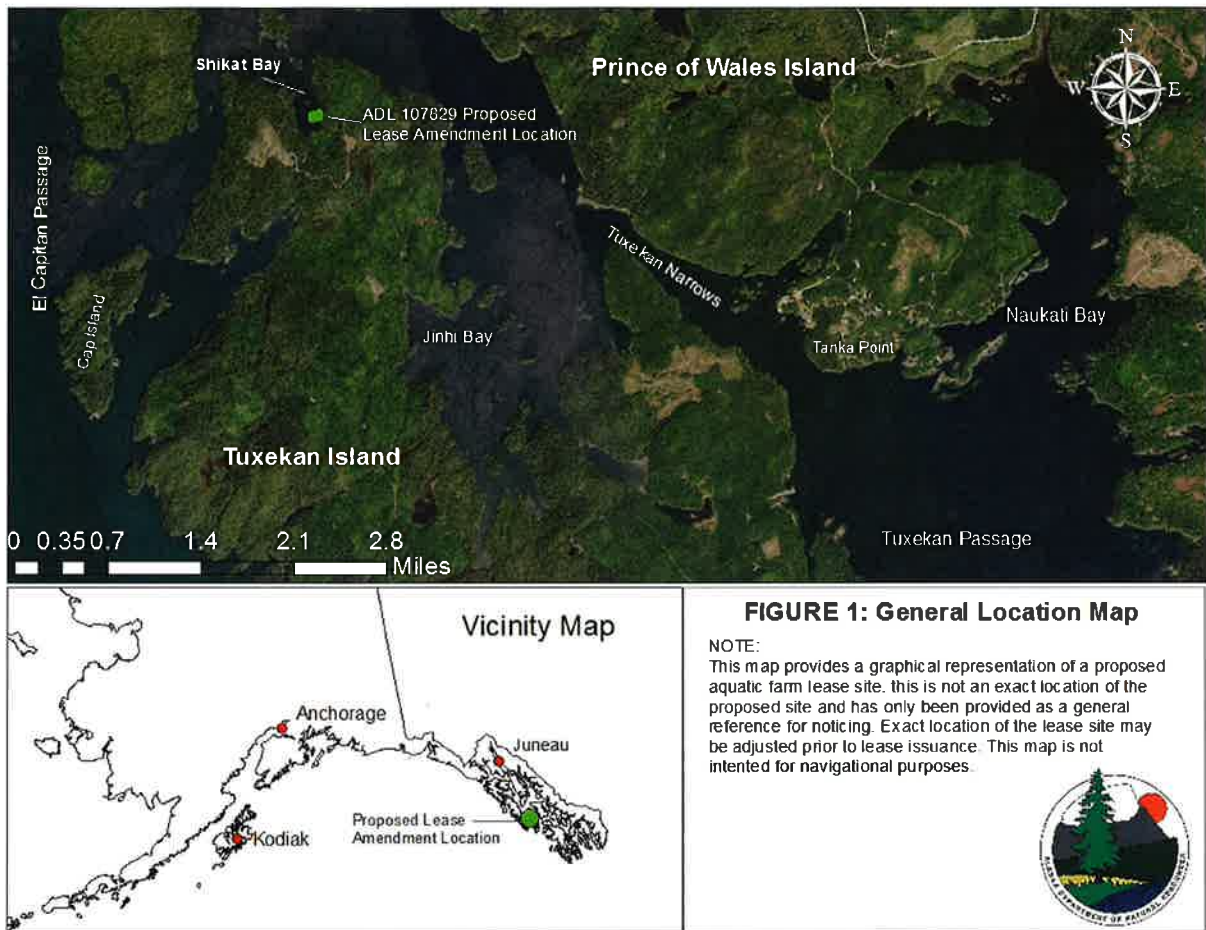 Shikat Bay
Prince of Wales Island
N
W
E
S
ADL 107829 Proposed
Lease Amendment Location
El Capitan Passage
Cap Island
Tuxekan Narrows
Jinhi Bay
Naukati Bay
Tanka Point
Tuxekan Island
Tuxekan Passage
0 0.35 0.7 1.4 2.1 2.8
Miles
Vicinity Map
Anchorage
Juneau
Proposed Lease
Amendment Location
Kodiak
FIGURE 1: General Location Map
NOTE:
This map provides a graphical representation of a proposed
aquatic farm lease site. this is not an exact location of the
proposed site and has only been provided as a general
reference for noticing. Exact location of the lease site may
be adjusted prior to lease issuance. This map is not
intented for navigational purposes.
ALASKA DEPARTMENT OF NATURAL RESOURCES